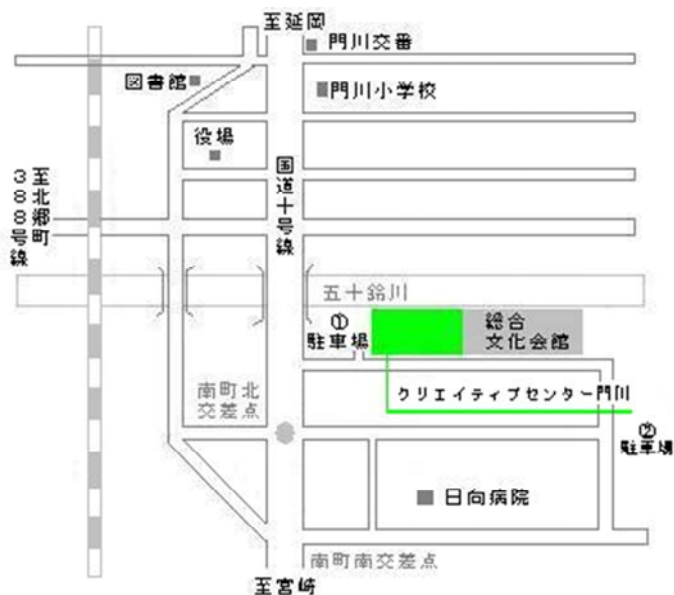 至延岡
門川交番
図書館
門川小学校
役場
国道十号線
至北郷町
388号線
五十鈴川
①
駐車場
総合
文化会館
クリエイティブセンター門川
南町北
交差点
②
駐車場
日向病院
南町南交差点
至宮崎